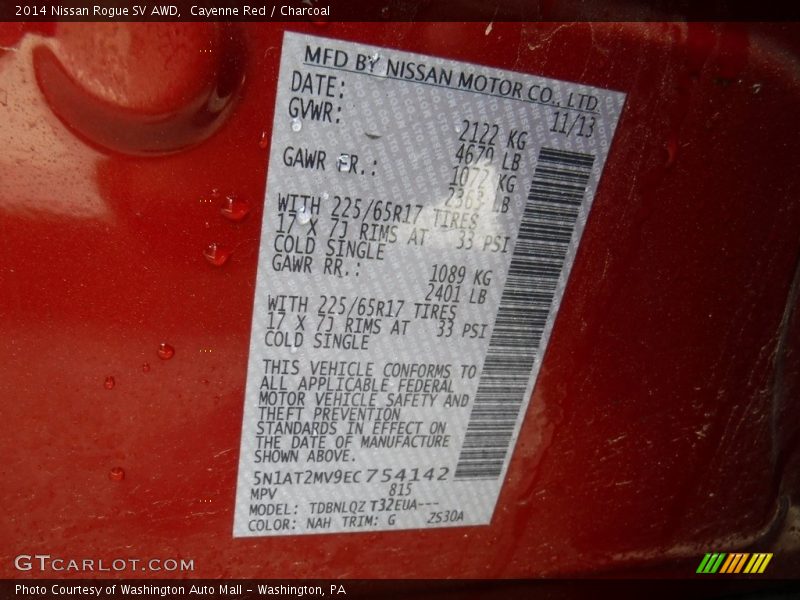 2014 Nissan Rogue SV AWD,  Cayenne Red / Charcoal
MFD BY NISSAN MOTOR CO., LTD.
DATE: 11/13
GVWR: 2122 KG
4679 LB
GAWR FR.: 1072 KG
2363 LB
WITH 225/65R17 TIRES
17 X 7J RIMS AT 33 PSI
COLD SINGLE
GAWR RR.: 1089 KG
2401 LB
WITH 225/65R17 TIRES
17 X 7J RIMS AT 33 PSI
COLD SINGLE
THIS VEHICLE CONFORMS TO
ALL APPLICABLE FEDERAL
MOTOR VEHICLE SAFETY AND
THEFT PREVENTION
STANDARDS IN EFFECT ON
THE DATE OF MANUFACTURE
SHOWN ABOVE.
5N1AT2MV9EC754142
MPV 815
MODEL: TDBNLQZ T32EUA---
COLOR: NAH TRIM: G ZS30A
GTCARLOT.COM
Photo Courtesy of Washington Auto Mall - Washington, PA